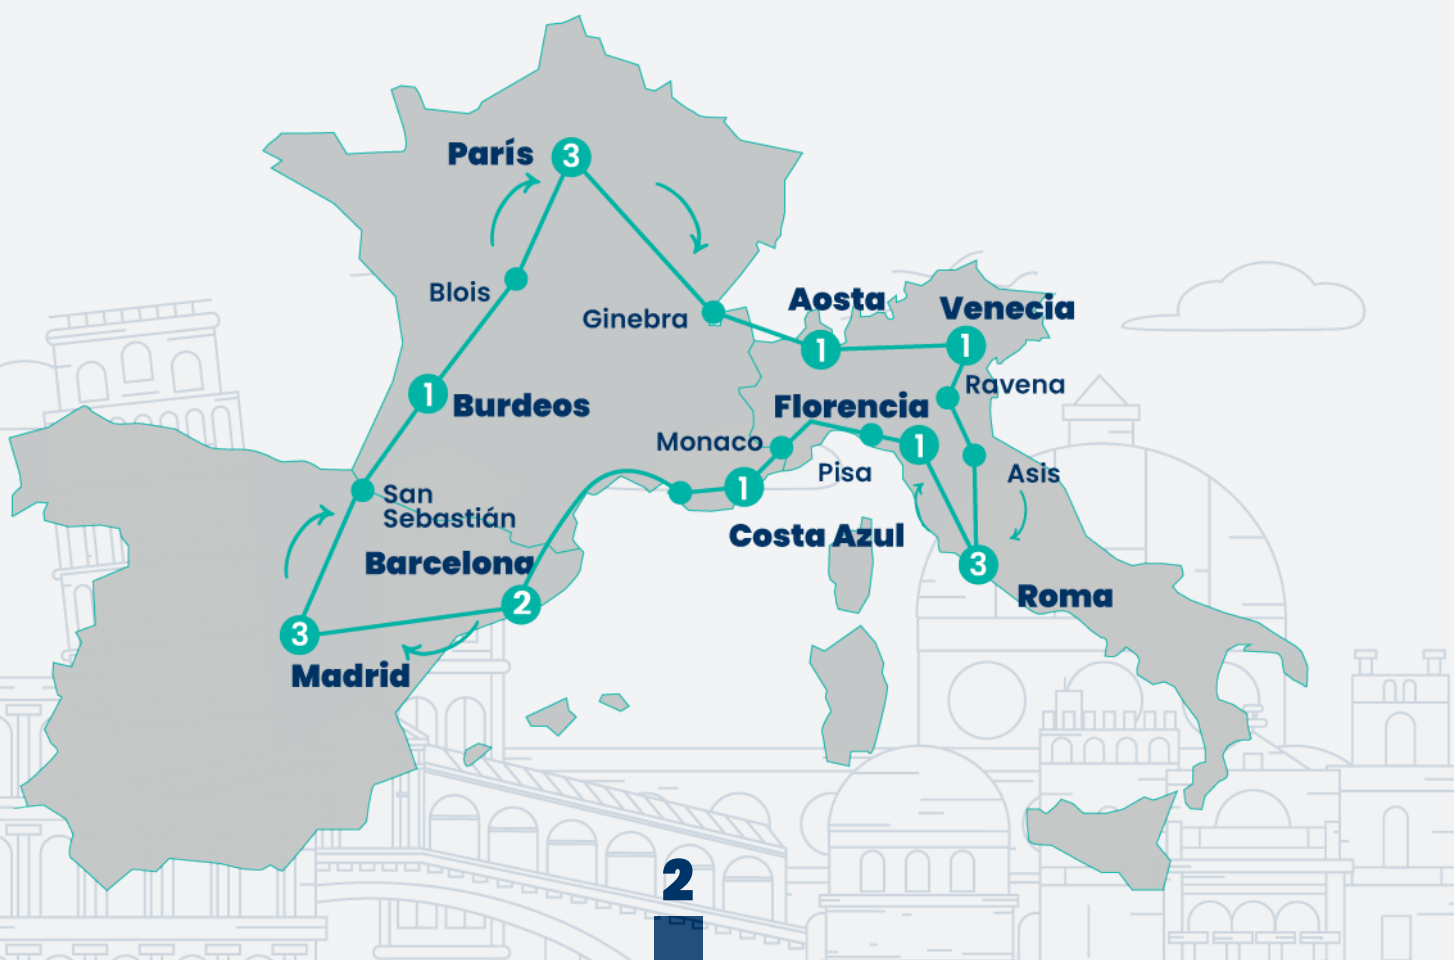 París
3
Blois
Ginebra
Aosta
1
Venecia
1
Ravena
1
Burdeos
Florencia
1
Monaco
Pisa
Asis
San
Sebastián
1
Costa Azul
Barcelona
2
3
Roma
3
Madrid
2